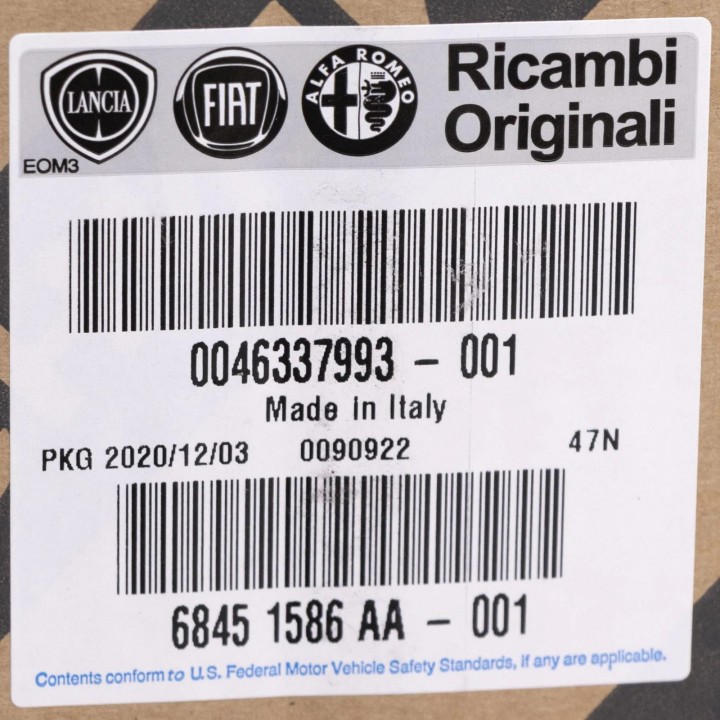 LANCIA
FIAT
ALFA ROMEO
Ricambi
Originali
EOM3
0046337993 - 001
Made in Italy
PKG 2020/12/03 0090922 47N
6845 1586 AA - 001
Contents conform to U.S. Federal Motor Vehicle Safety Standards, if any are applicable.